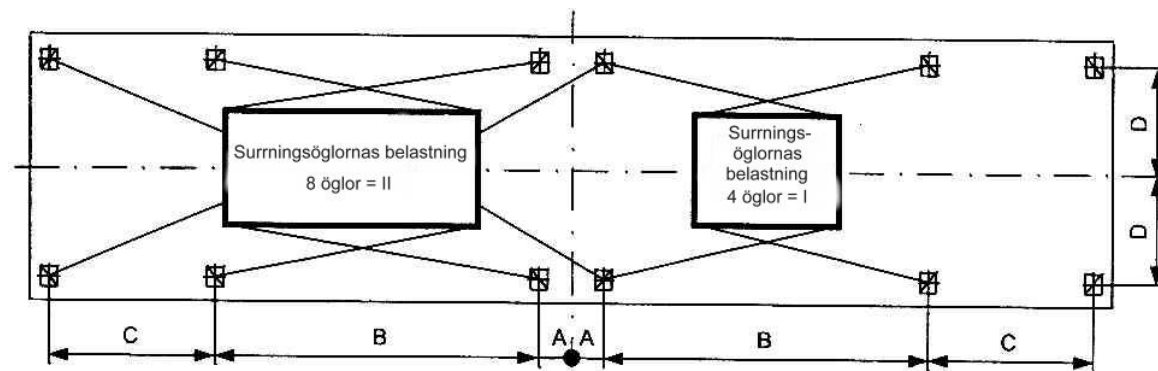 Surrningsöglornas belastning
8 öglor = II
Surrnings-
öglornas
belastning
4 öglor = I
D
D
C
B
A
A
B
C